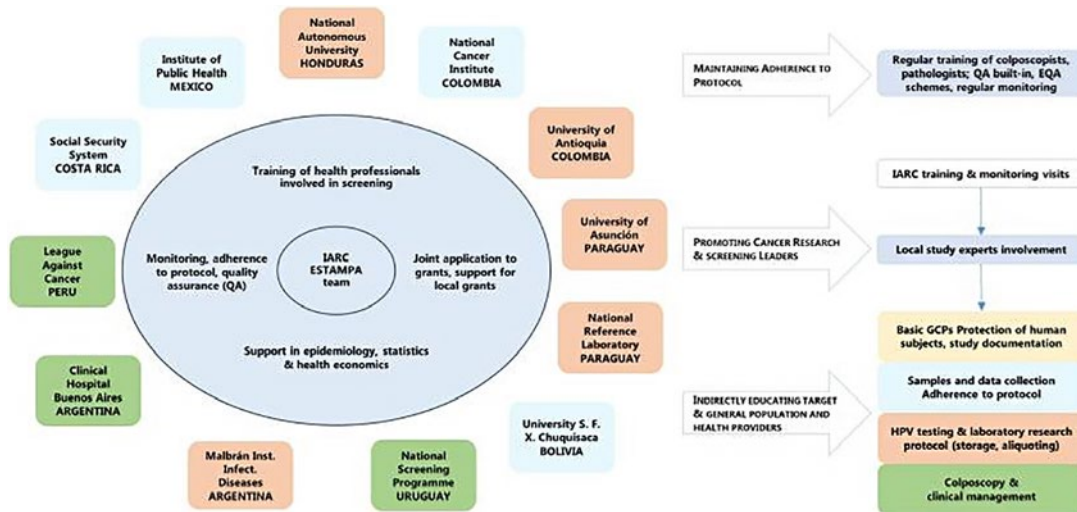 National
Autonomous
University
HONDURAS
Institute of
Public Health
MEXICO
National
Cancer
Institute
COLOMBIA
Social Security
System
COSTA RICA
University of
Antioquia
COLOMBIA
League
Against
Cancer
PERU
University of
Asunción
PARAGUAY
Clinical
Hospital
Buenos Aires
ARGENTINA
National
Reference
Laboratory
PARAGUAY
Malbrán Inst.
Infect.
Diseases
ARGENTINA
National
Screening
Programme
URUGUAY
University S. F.
X. Chuquisaca
BOLIVIA
Training of health professionals
involved in screening
Monitoring, adherence
to protocol, quality
assurance (QA)
IARC
ESTAMPA
team
Joint application to
grants, support for
local grants
Support in epidemiology, statistics
& health economics
MAINTAINING ADHERENCE TO
PROTOCOL
PROMOTING CANCER RESEARCH
& SCREENING LEADERS
INDIRECTLY EDUCATING TARGET
& GENERAL POPULATION AND
HEALTH PROVIDERS
Regular training of colposcopists,
pathologists; QA built-in, EQA
schemes, regular monitoring
IARC training & monitoring visits
Local study experts involvement
Basic GCPs Protection of human
subjects, study documentation
Samples and data collection
Adherence to protocol
HPV testing & laboratory research
protocol (storage, aliquoting)
Colposcopy &
clinical management